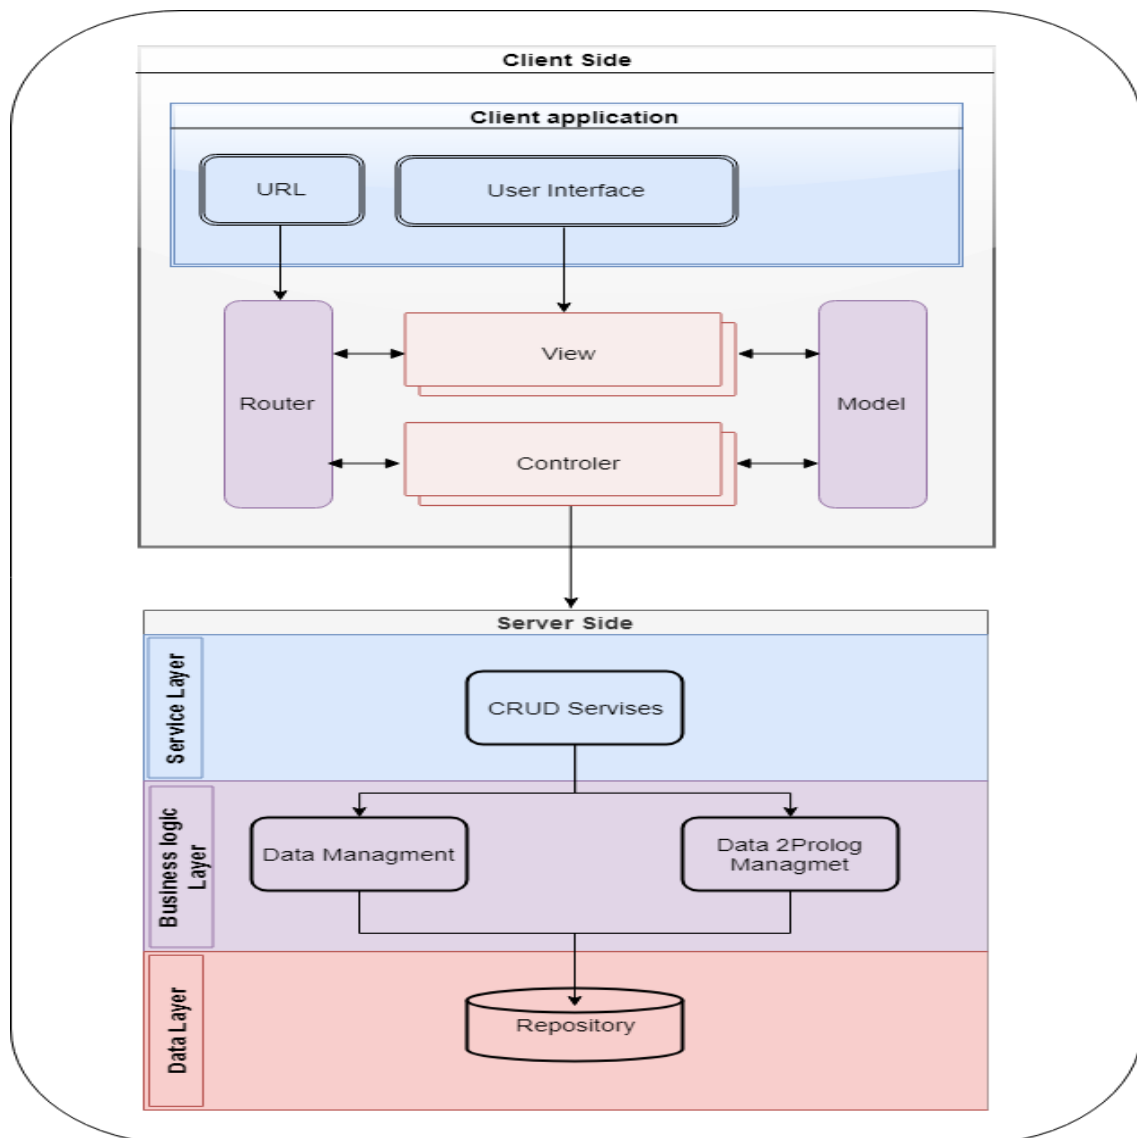 Client Side
Client application
URL
User Interface
Router
View
Model
Controler
Server Side
Service Layer
CRUD Servises
Business logic
Layer
Data Managment
Data 2Prolog
Managmet
Data Layer
Repository